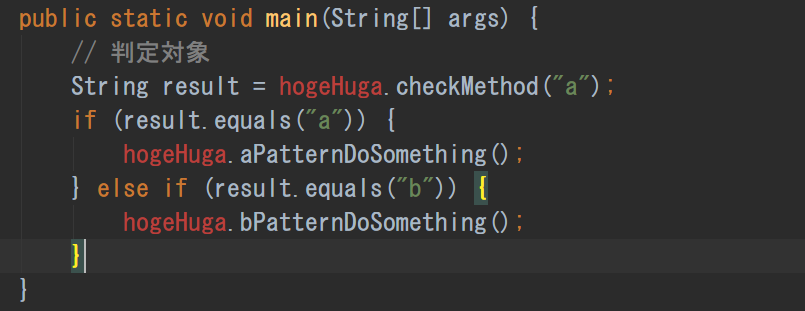 public static void main(String[] args) {
// 判定対象
String result = hogeHuga.checkMethod("a");
if (result.equals("a")) {
hogeHuga.aPatternDoSomething();
} else if (result.equals("b")) {
hogeHuga.bPatternDoSomething();
}
}